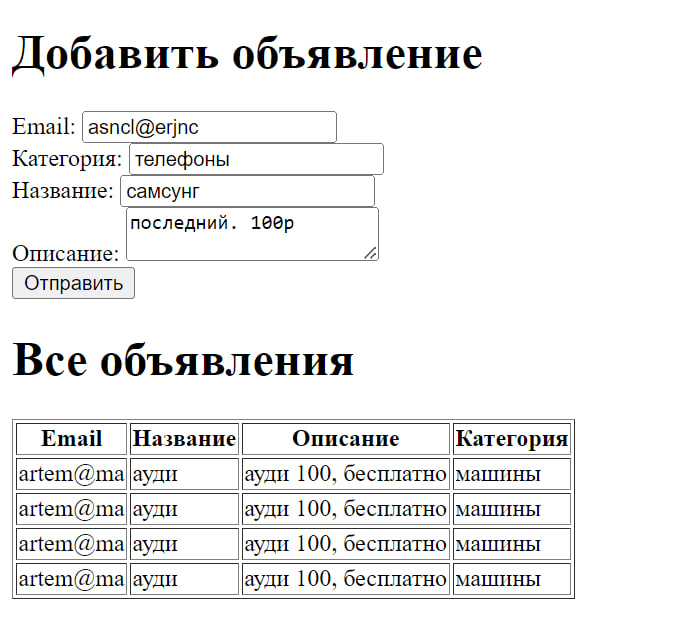 Добавить объявление
Email: asncl@erjnc
Категория: телефоны
Название: самсунг
Описание: последний. 100р
Отправить
Все объявления
Email Название Описание Категория
artem@ma ауди ауди 100, бесплатно машины
artem@ma ауди ауди 100, бесплатно машины
artem@ma ауди ауди 100, бесплатно машины
artem@ma ауди ауди 100, бесплатно машины